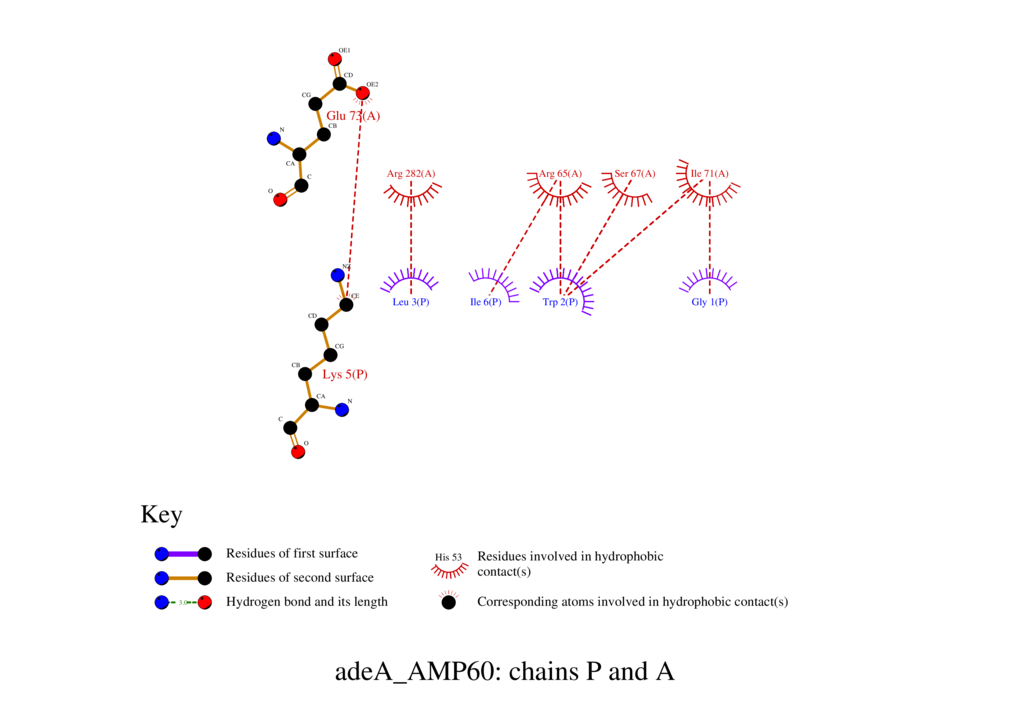 OE1
CD
OE2
CG
Glu 73(A)
CB
N
CA
C
O
Arg 282(A)
Arg 65(A)
Ser 67(A)
Ile 71(A)
CE
Leu 3(P)
Ile 6(P)
Trp 2(P)
Gly 1(P)
CD
CG
CB
Lys 5(P)
CA
N
C
O
Key
Residues of first surface
Residues of second surface
3.0
Hydrogen bond and its length
His 53
Residues involved in hydrophobic
contact(s)
Corresponding atoms involved in hydrophobic contact(s)
adeA_AMP60: chains P and A